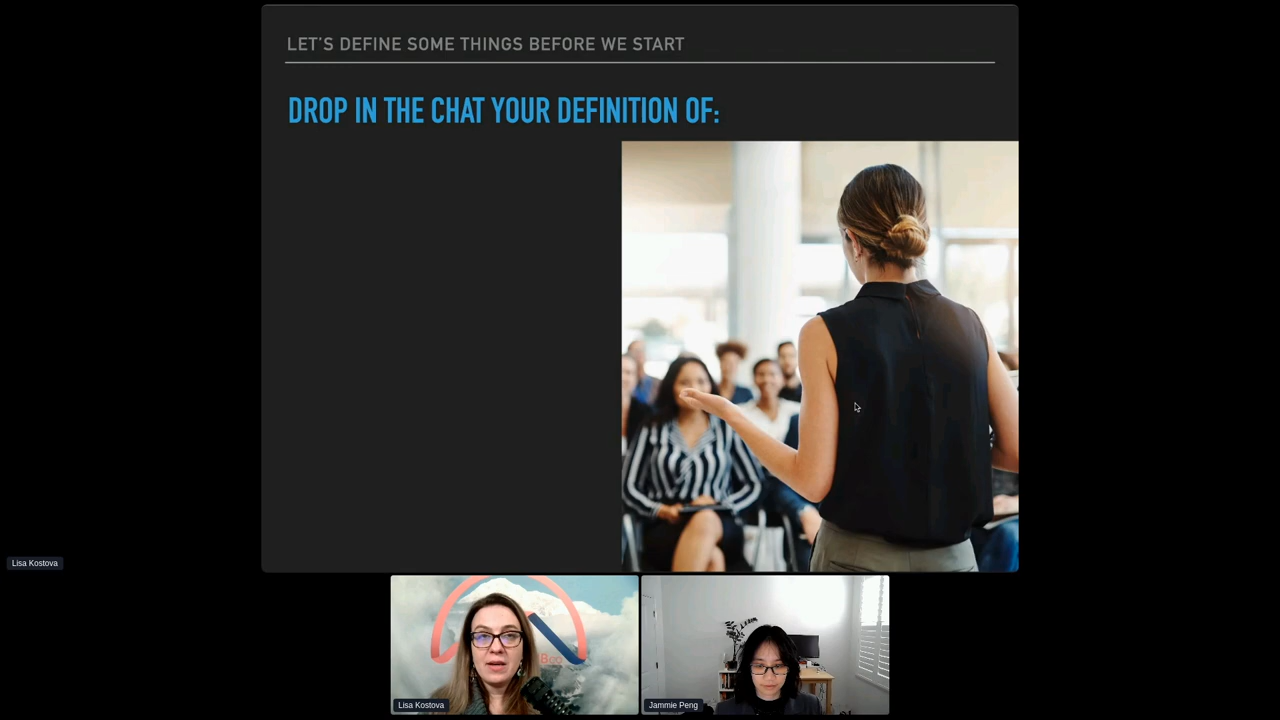 LET'S DEFINE SOME THINGS BEFORE WE START
DROP IN THE CHAT YOUR DEFINITION OF:
Lisa Kostova
Lisa Kostova
Jammie Peng